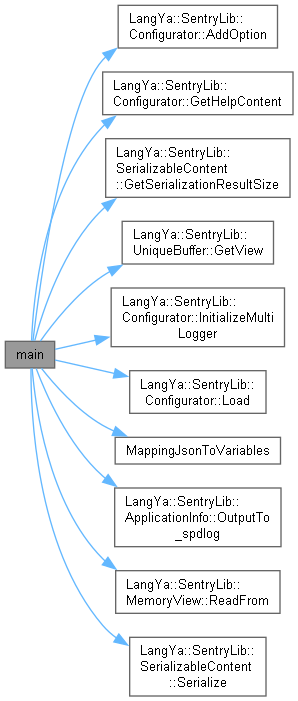 LangYa::SentryLib::
Configurator::AddOption
LangYa::SentryLib::
Configurator::GetHelpContent
LangYa::SentryLib::
SerializableContent
::GetSerializationResultSize
LangYa::SentryLib::
UniqueBuffer::GetView
LangYa::SentryLib::
Configurator::InitializeMulti
Logger
main
LangYa::SentryLib::
Configurator::Load
MappingJsonToVariables
LangYa::SentryLib::
ApplicationInfo::OutputTo
_spdlog
LangYa::SentryLib::
MemoryView::ReadFrom
LangYa::SentryLib::
SerializableContent
::Serialize